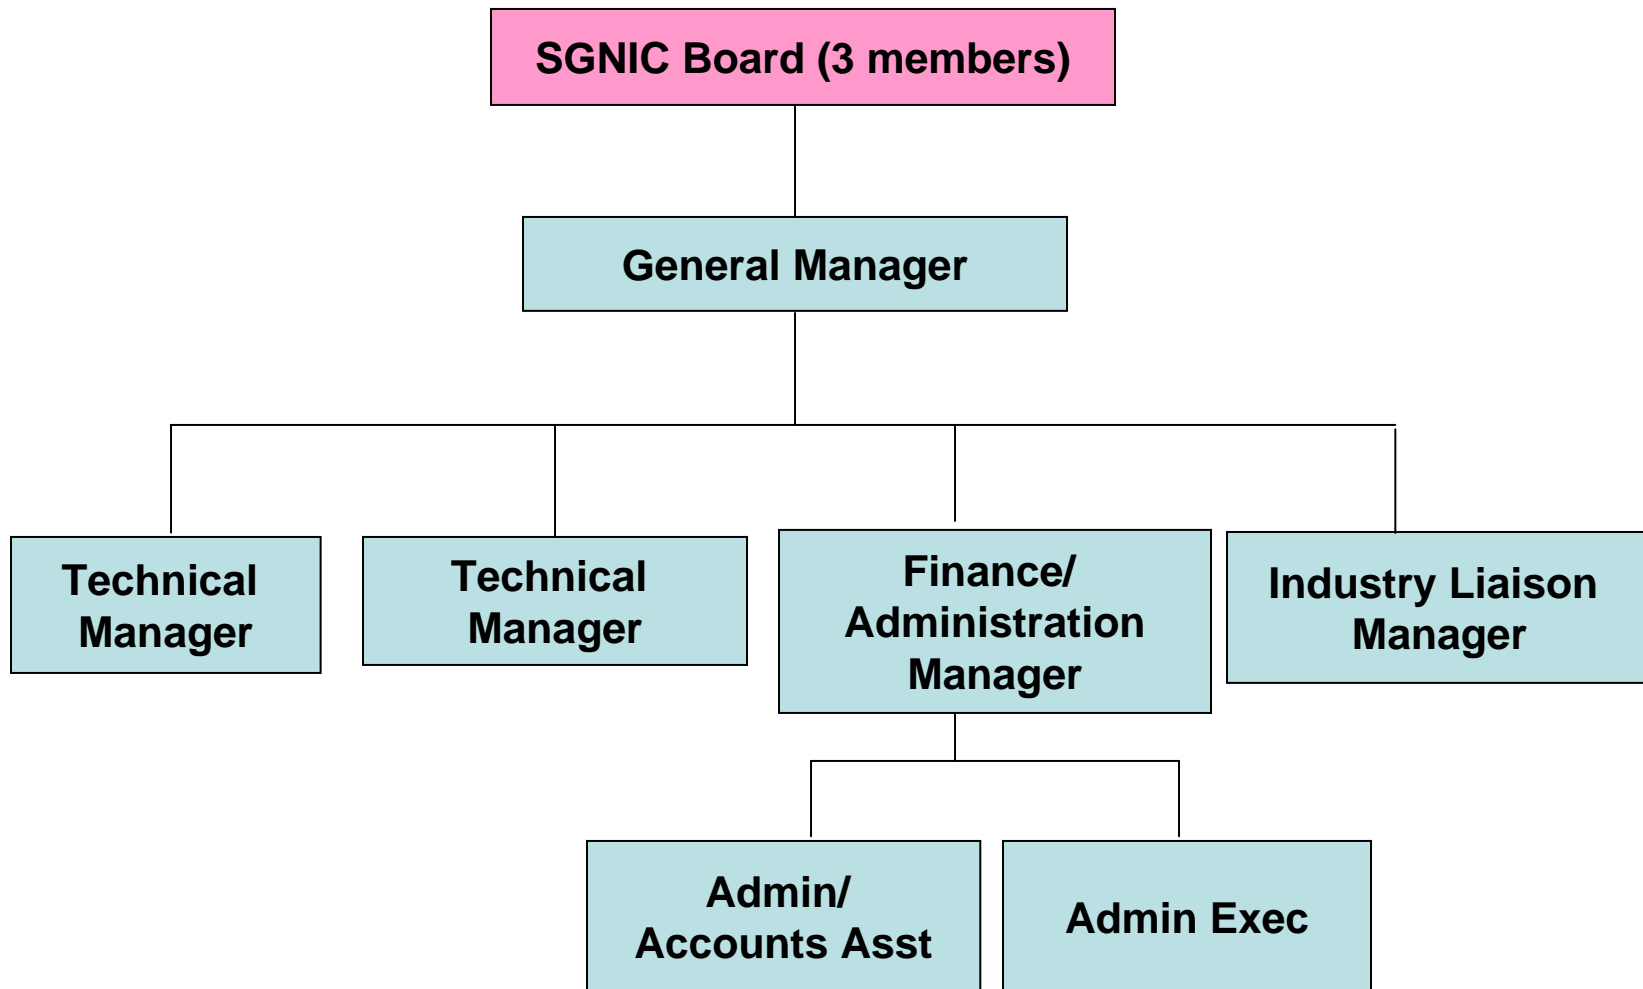 SGNIC Board (3 members)
General Manager
Technical
Manager
Technical
Manager
Finance/
Administration
Manager
Industry Liaison
Manager
Admin/
Accounts Asst
Admin Exec